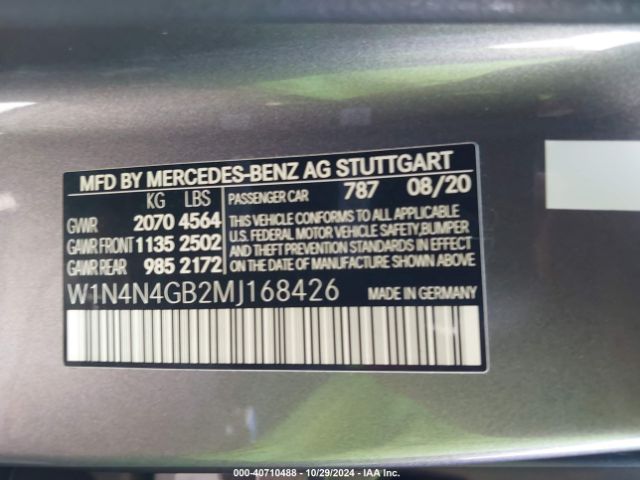 MFD BY MERCEDES-BENZ AG STUTTGART
KG LBS
GVWR 2070 4564
GAWR FRONT 1135 2502
GAWR REAR 985 2172
PASSENGER CAR 787 08/20
THIS VEHICLE CONFORMS TO ALL APPLICABLE
U.S. FEDERAL MOTOR VEHICLE SAFETY,BUMPER
AND THEFT PREVENTION STANDARDS IN EFFECT
ON THE DATE OF MANUFACTURE SHOWN ABOVE.
W1N4N4GB2MJ168426 MADE IN GERMANY
000-40710488 - 10/29/2024 - IAA Inc.